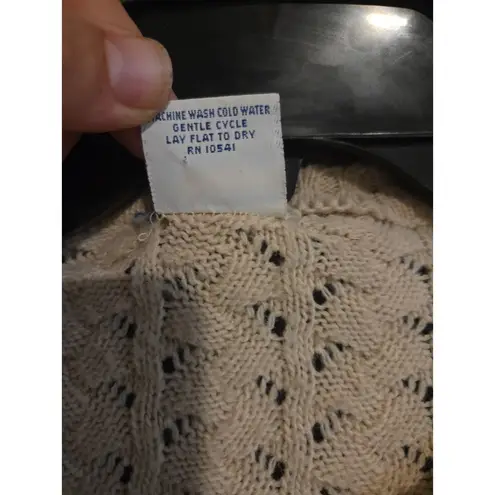 MACHINE WASH COLD WATER
GENTLE CYCLE
LAY FLAT TO DRY
RN 10541